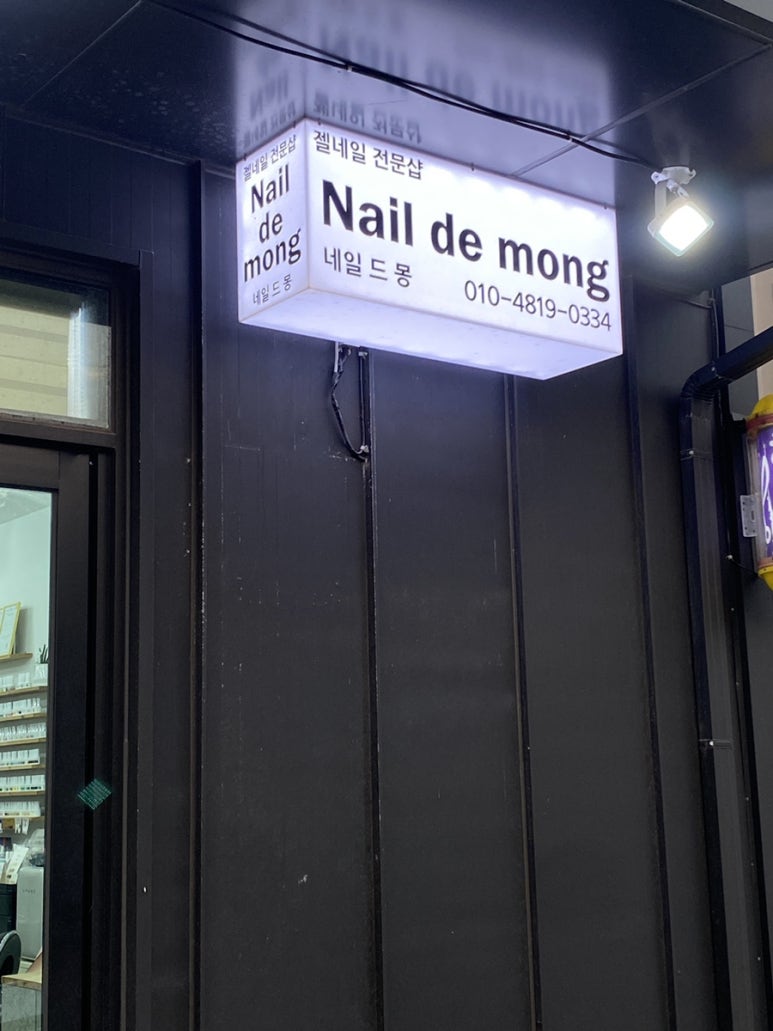 젤네일 전문샵
Nail
de
mong
네일드몽
젤네일 전문샵
Nail de mong
네일드몽
010-4819-0334